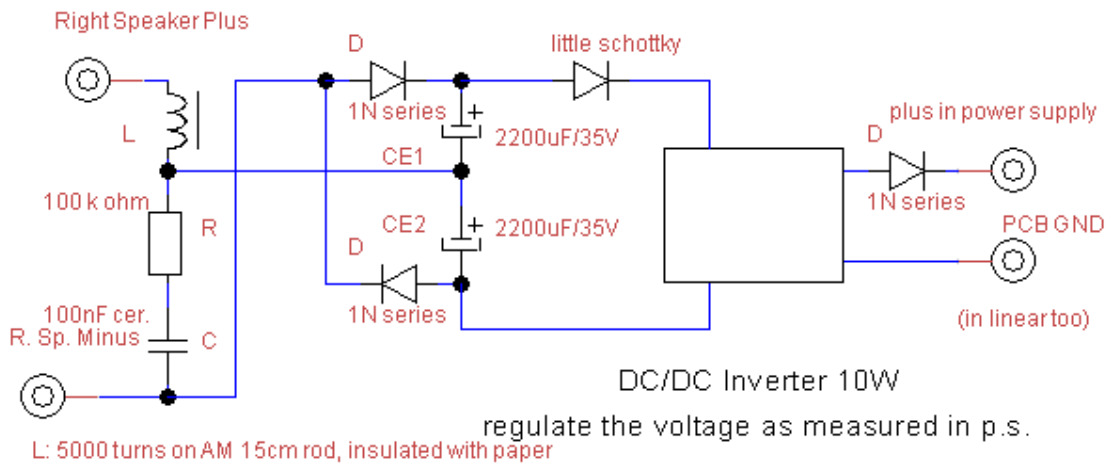 Right Speaker Plus
D
little schottky
1N series
2200uF/35V
plus in power supply
L
CE1
D
100 k ohm
1N series
R
CE2
2200uF/35V
PCB GND
D
100nF cer.
1N series
(in linear too)
R. Sp. Minus
C
DC/DC Inverter 10W
regulate the voltage as measured in p.s.
L: 5000 turns on AM 15cm rod, insulated with paper
+
+